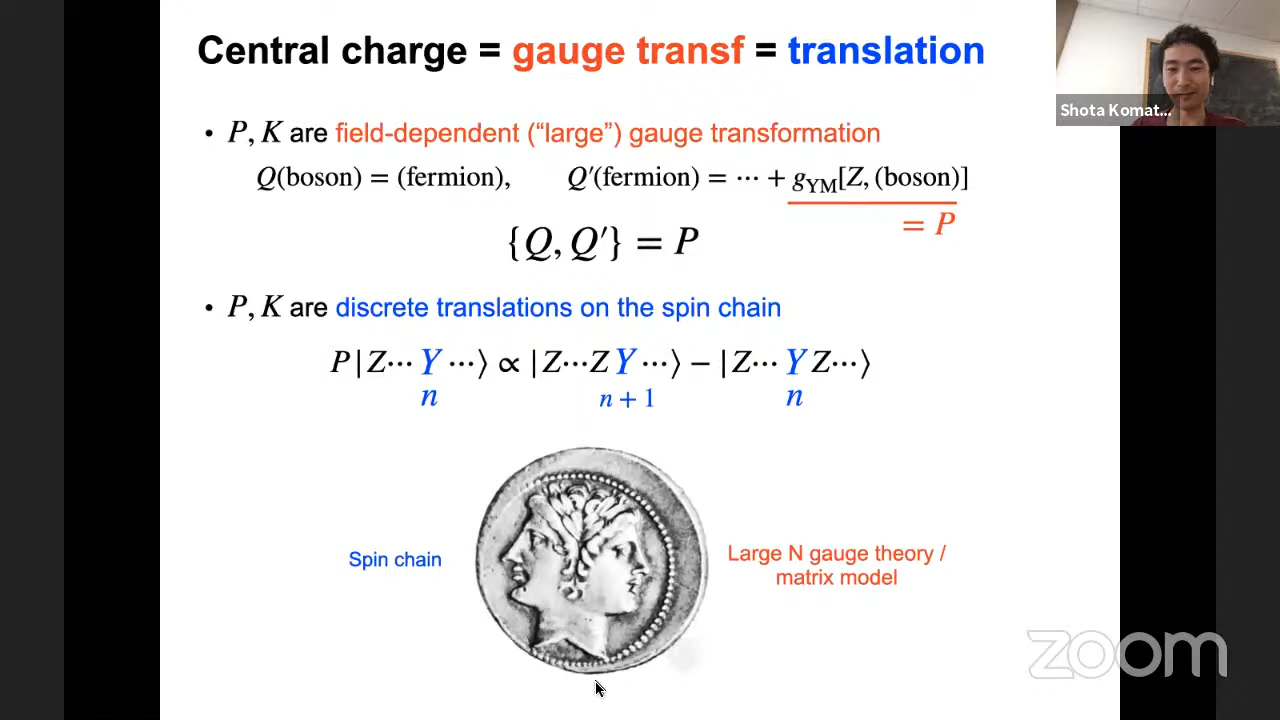 Central charge = gauge transf = translation
Shota Komat...
• P, K are field-dependent (“large”) gauge transformation
Q(boson) = (fermion), Q′(fermion) = ⋯ + g_YM[Z, (boson)]
= P
{Q, Q′} = P
• P, K are discrete translations on the spin chain
P|Z⋯ Y ⋯⟩ ∝ |Z⋯Z Y ⋯⟩ − |Z⋯ Y Z⋯⟩
n n + 1 n
Spin chain
Large N gauge theory /
matrix model
zoom